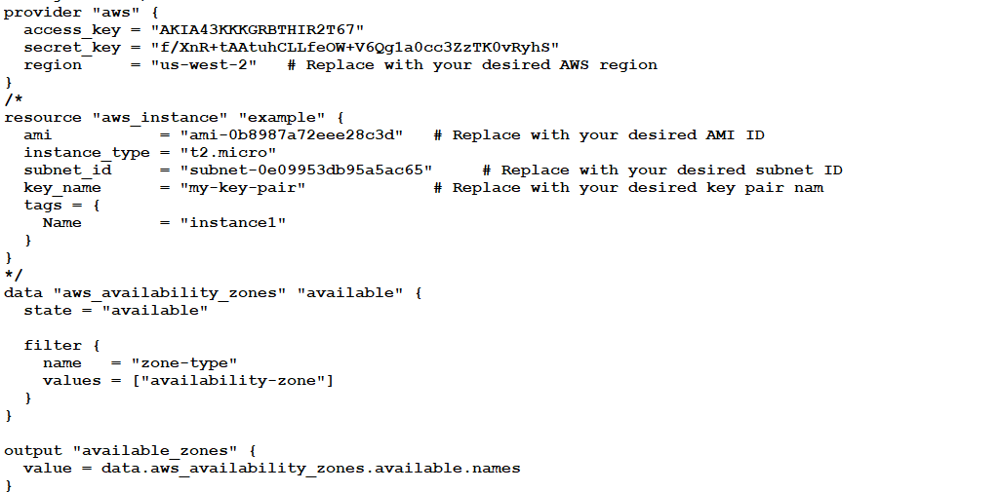 provider "aws" {
access_key = "AKIA43KKKGRBTHIR2T67"
secret_key = "f/XnR+tAAtuhCLLfeOW+V6Qg1a0cc3ZzTK0vRyhS"
region = "us-west-2" # Replace with your desired AWS region
}
/*
resource "aws_instance" "example" {
ami = "ami-0b8987a72eee28c3d" # Replace with your desired AMI ID
instance_type = "t2.micro"
subnet_id = "subnet-0e09953db95a5ac65" # Replace with your desired subnet ID
key_name = "my-key-pair" # Replace with your desired key pair nam
tags = {
Name = "instance1"
}
}
*/
data "aws_availability_zones" "available" {
state = "available"
filter {
name = "zone-type"
values = ["availability-zone"]
}
}
output "available_zones" {
value = data.aws_availability_zones.available.names
}